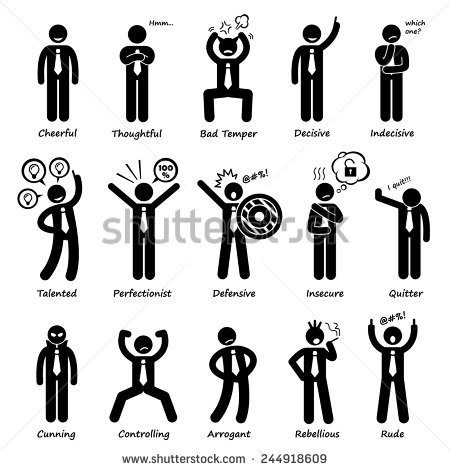 Hmm...
which
one?
Cheerful Thoughtful Bad Temper Decisive Indecisive
100
%
@#%!
I quit!!!
Talented Perfectionist Defensive Insecure Quitter
shutterstock
@#%!
Cunning Controlling Arrogant Rebellious Rude
www.shutterstock.com · 244918609